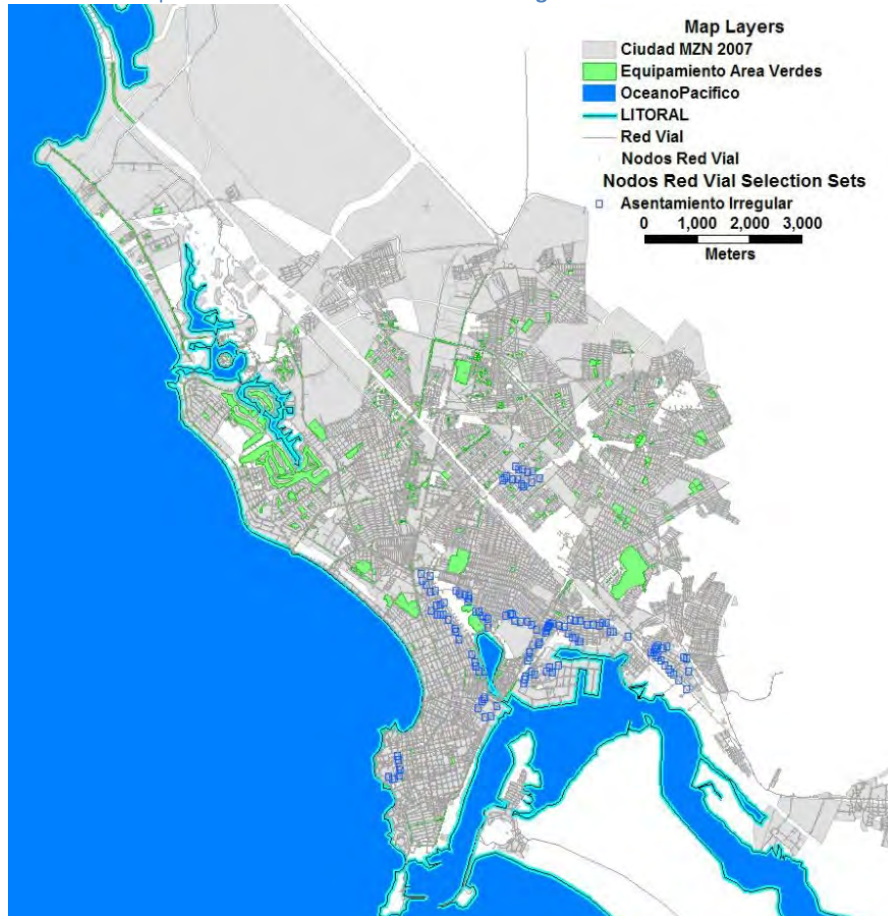 Map Layers
Ciudad MZN 2007
Equipamiento Area Verdes
OceanoPacifico
LITORAL
Red Vial
Nodos Red Vial
Nodos Red Vial Selection Sets
Asentamiento Irregular
0 1,000 2,000 3,000
Meters